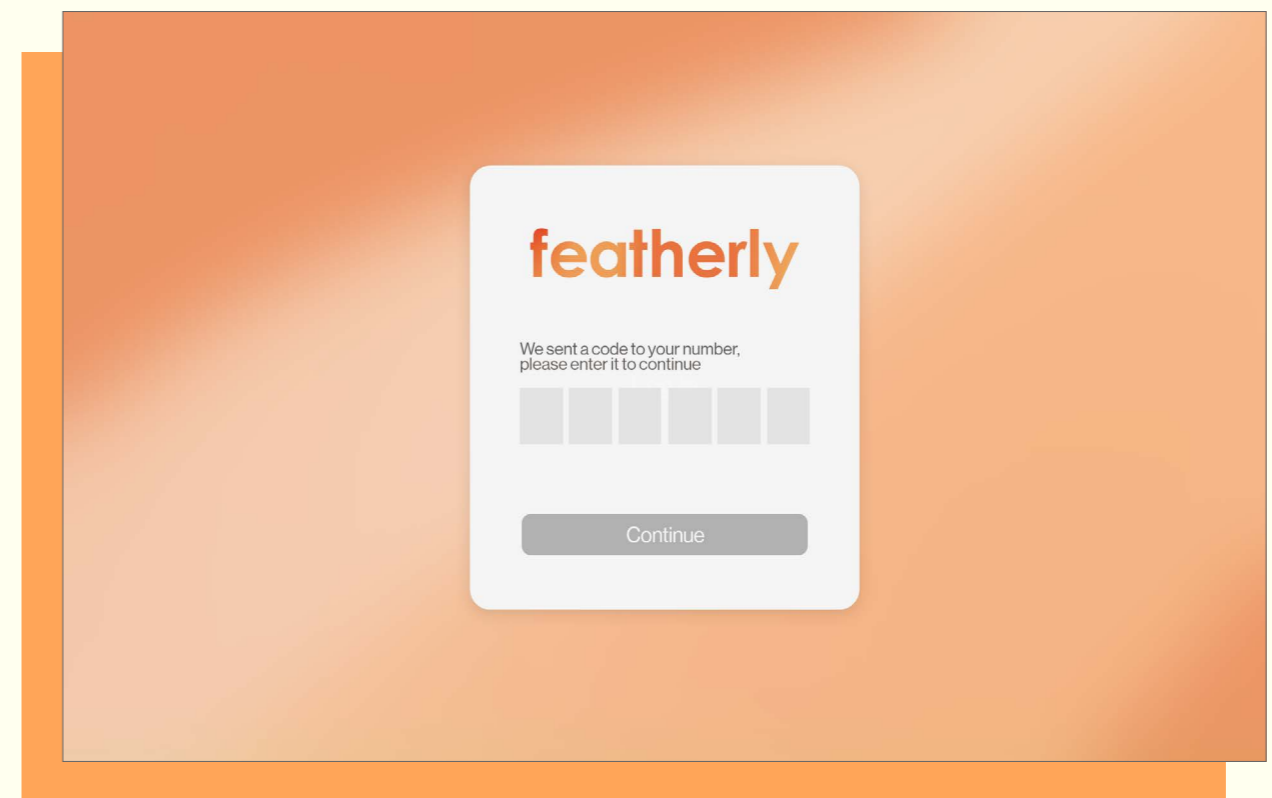 featherly
We sent a code to your number,
please enter it to continue
Continue